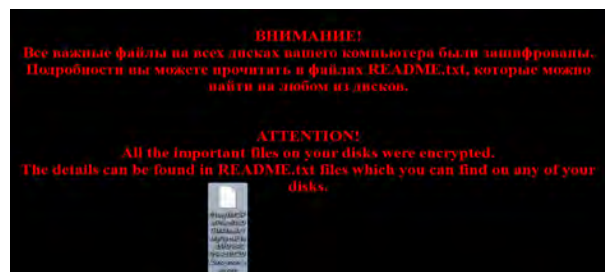 ВНИМАНИЕ!
Все важные файлы на всех дисках вашего компьютера были зашифрованы.
Подробности вы можете прочитать в файлах README.txt, которые можно
найти на любом из дисков.
ATTENTION!
All the important files on your disks were encrypted.
The details can be found in README.txt files which you can find on any of your
disks.